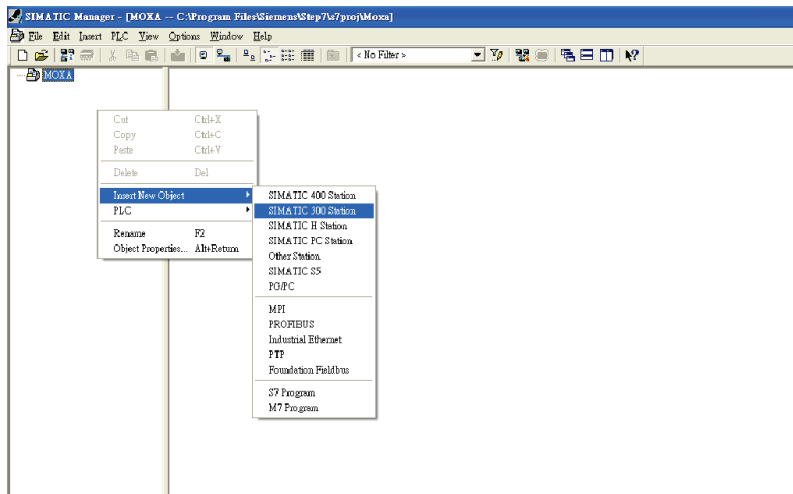 SIMATIC Manager - [MOXA -- C:\Program Files\Siemens\Step7\s7proj\Moxa]
File Edit Insert PLC View Options Window Help
< No Filter >
MOXA
Cut Ctrl+X
Copy Ctrl+C
Paste Ctrl+V
Delete Del
Insert New Object
PLC
Rename F2
Object Properties... Alt+Return
SIMATIC 400 Station
SIMATIC 300 Station
SIMATIC H Station
SIMATIC PC Station
Other Station
SIMATIC S5
PG/PC
MPI
PROFIBUS
Industrial Ethernet
PTP
Foundation Fieldbus
S7 Program
M7 Program